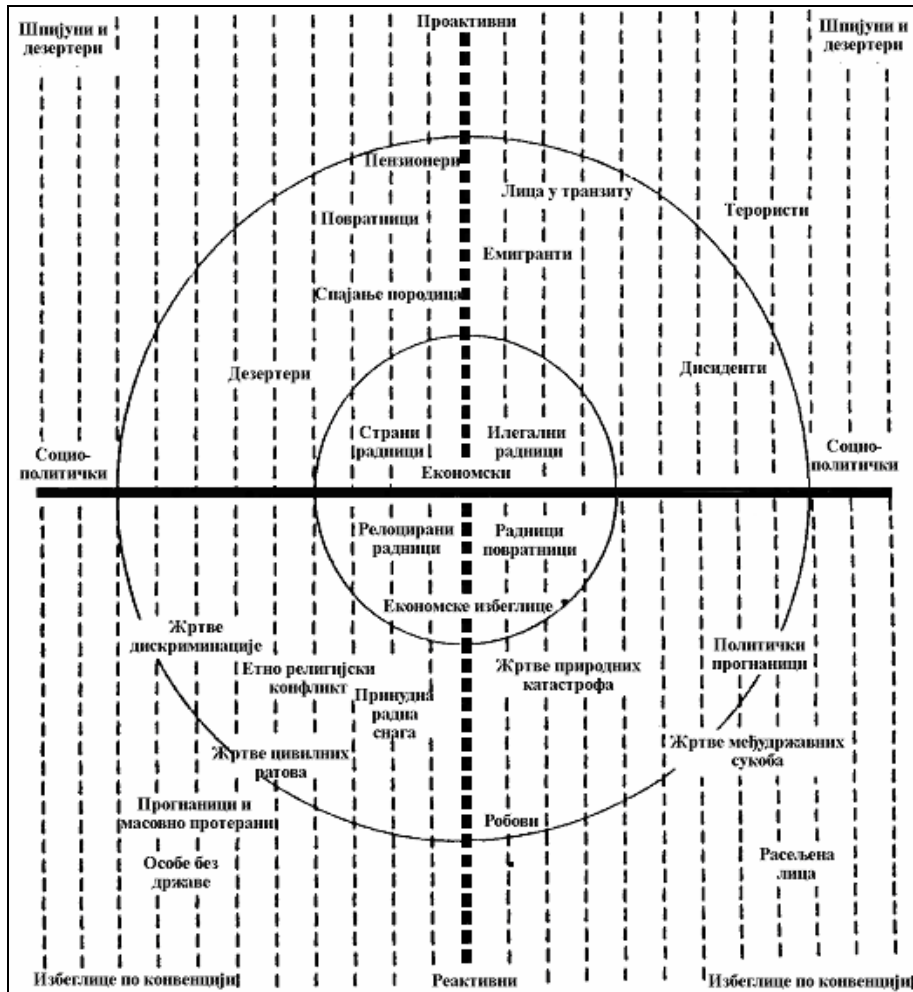 Шпијуни и
дезертери
Проактивни
Шпијуни и
дезертери
Пензионери
Лица у транзиту
Терористи
Повратници
Емигранти
Спајање породица
Дезертери
Дисиденти
Страни
радници
Илегални
радници
Социо-
политички
Економски
Социо-
политички
Релоцирани
радници
Радници
повратници
Економске избеглице
Жртве
дискриминације
Политички
прогнаници
Етно религијски
конфликт
Жртве природних
катастрофа
Принудна
радна
снага
Жртве цивилних
ратова
Жртве међудржавних
сукоба
Прогнаници и
масовно протерани
Робови
Особе без
државе
Расељена
лица
Избеглице по конвенцији
Реактивни
Избеглице по конвенцији